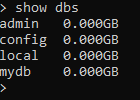 > show dbs
admin   0.000GB
config  0.000GB
local   0.000GB
mydb    0.000GB
>